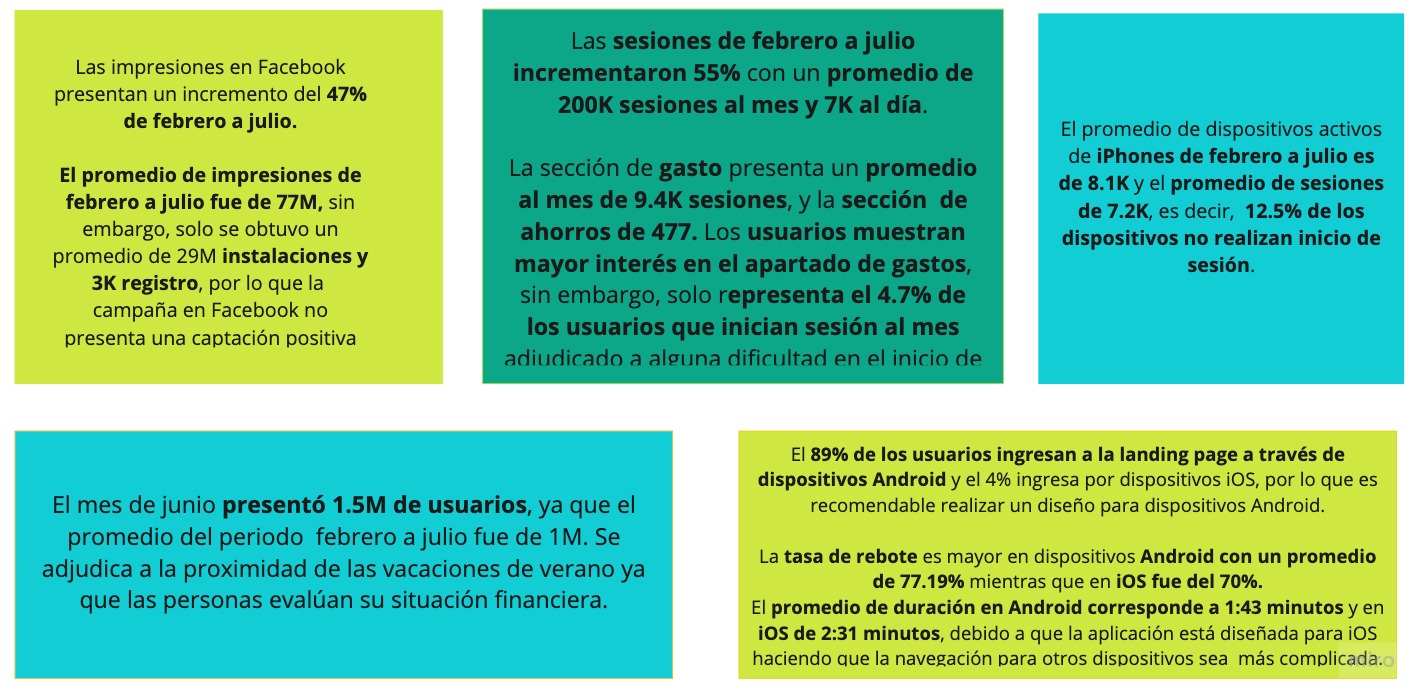 Las impresiones en Facebook
presentan un incremento del 47%
de febrero a julio.
El promedio de impresiones de
febrero a julio fue de 77M, sin
embargo, solo se obtuvo un
promedio de 29M instalaciones y
3K registro, por lo que la
campaña en Facebook no
presenta una captación positiva
Las sesiones de febrero a julio
incrementaron 55% con un promedio de
200K sesiones al mes y 7K al día.
La sección de gasto presenta un promedio
al mes de 9.4K sesiones, y la sección de
ahorros de 477. Los usuarios muestran
mayor interés en el apartado de gastos,
sin embargo, solo representa el 4.7% de
los usuarios que inician sesión al mes
adjudicado a alguna dificultad en el inicio de
El promedio de dispositivos activos
de iPhones de febrero a julio es
de 8.1K y el promedio de sesiones
de 7.2K, es decir, 12.5% de los
dispositivos no realizan inicio de
sesión.
El mes de junio presentó 1.5M de usuarios, ya que el
promedio del periodo febrero a julio fue de 1M. Se
adjudica a la proximidad de las vacaciones de verano ya
que las personas evalúan su situación financiera.
El 89% de los usuarios ingresan a la landing page a través de
dispositivos Android y el 4% ingresa por dispositivos iOS, por lo que es
recomendable realizar un diseño para dispositivos Android.
La tasa de rebote es mayor en dispositivos Android con un promedio
de 77.19% mientras que en iOS fue del 70%.
El promedio de duración en Android corresponde a 1:43 minutos y en
iOS de 2:31 minutos, debido a que la aplicación está diseñada para iOS
haciendo que la navegación para otros dispositivos sea más complicada.
miro